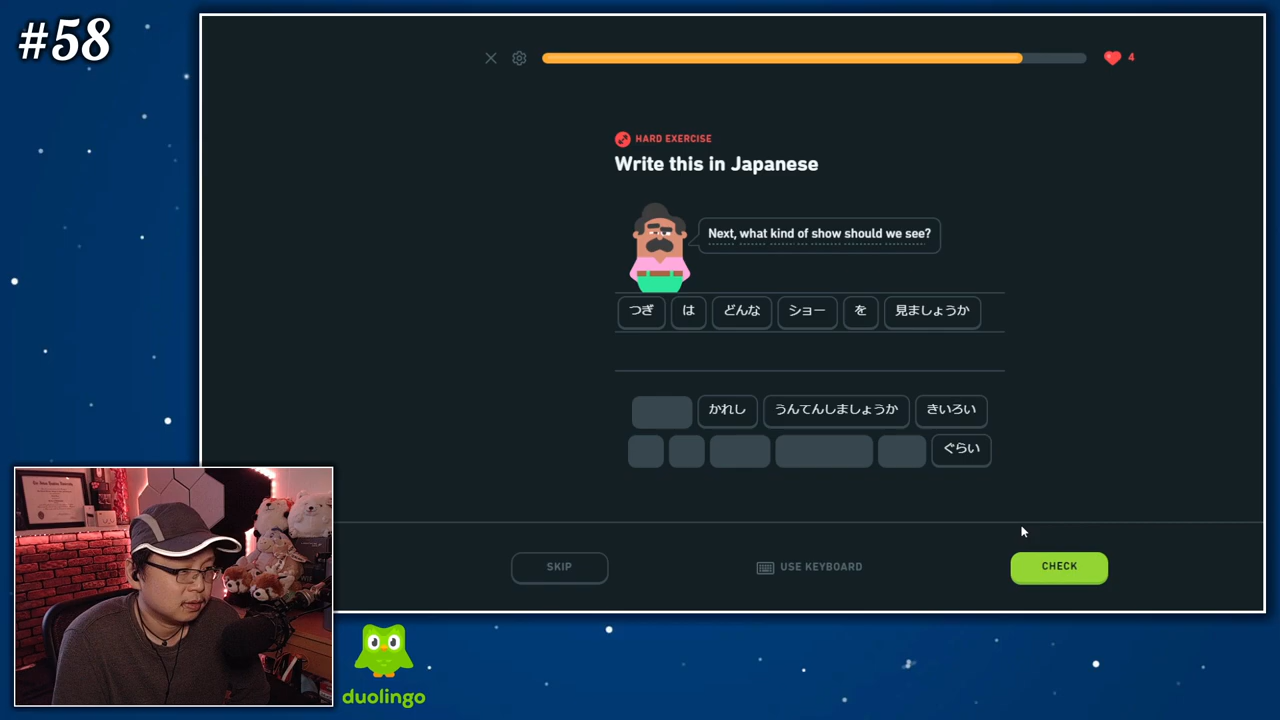 #58
4
HARD EXERCISE
Write this in Japanese
Next, what kind of show should we see?
つぎ は どんな ショー を 見ましょうか
かれし うんてんしましょうか きいろい
ぐらい
SKIP
USE KEYBOARD
CHECK
duolingo